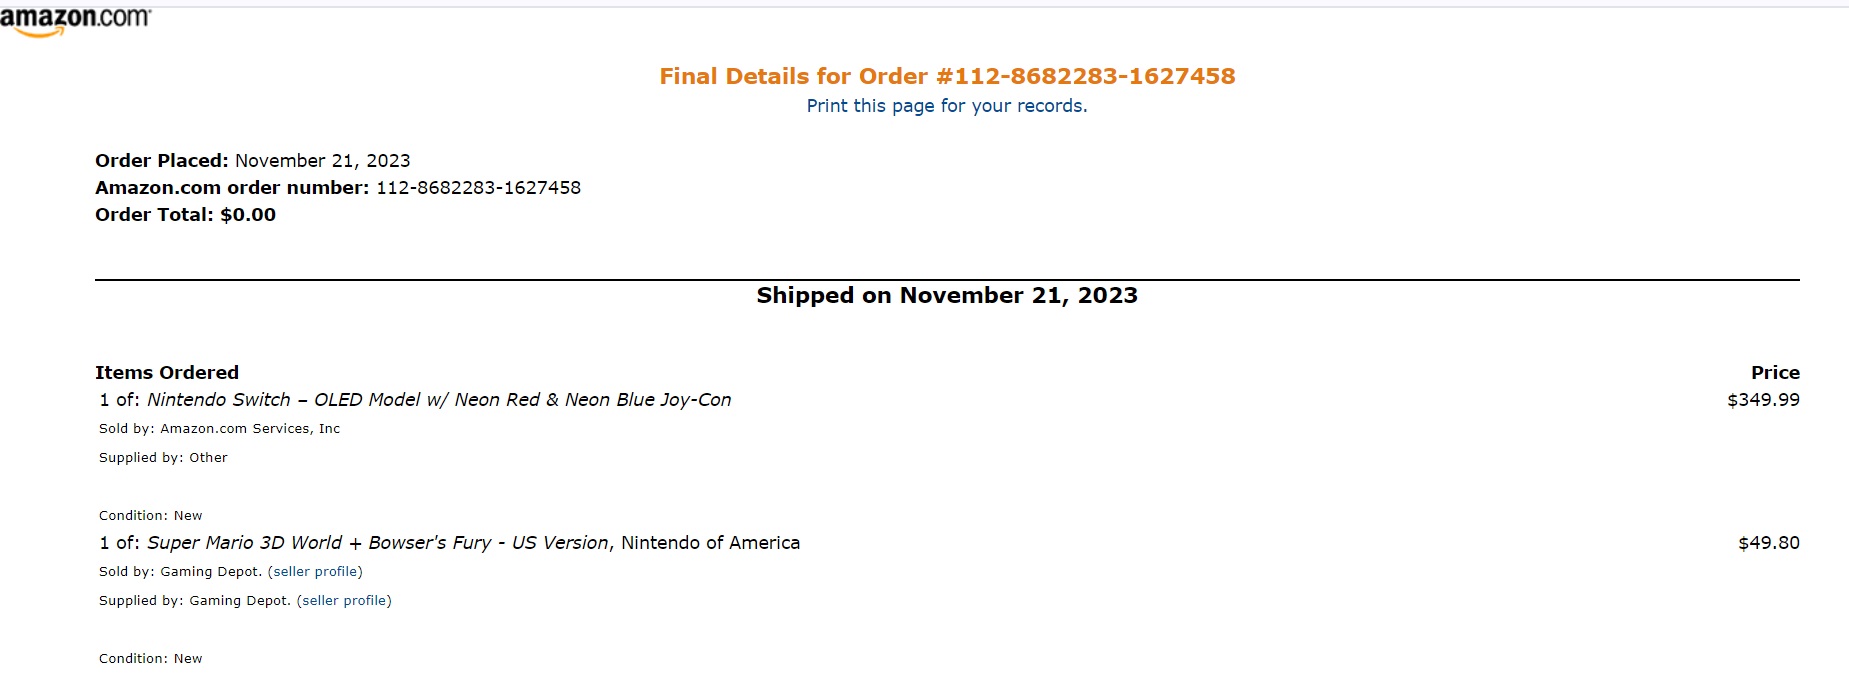 amazon.com
Final Details for Order #112-8682283-1627458
Print this page for your records.
Order Placed: November 21, 2023
Amazon.com order number: 112-8682283-1627458
Order Total: $0.00
Shipped on November 21, 2023
Items Ordered Price
1 of: Nintendo Switch – OLED Model w/ Neon Red & Neon Blue Joy-Con $349.99
Sold by: Amazon.com Services, Inc
Supplied by: Other
Condition: New
1 of: Super Mario 3D World + Bowser's Fury - US Version, Nintendo of America $49.80
Sold by: Gaming Depot. (seller profile)
Supplied by: Gaming Depot. (seller profile)
Condition: New